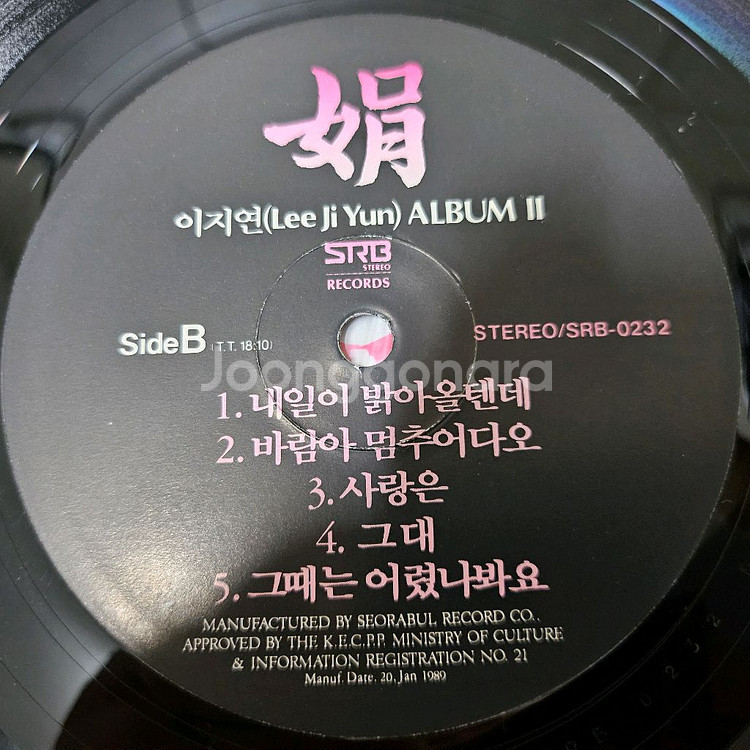 娟
이지연(Lee Ji Yun) ALBUM II
STRB
STEREO
RECORDS
Side B (T.T. 18:10)
STEREO/SRB-0232
Joonggonara
1. 내일이 밝아올텐데
2. 바람아 멈추어다오
3. 사랑은
4. 그대
5. 그때는 어렸나봐요
MANUFACTURED BY SEORABUL RECORD CO..
APPROVED BY THE K.E.C.P.P. MINISTRY OF CULTURE
& INFORMATION REGISTRATION NO. 21
Manuf. Date. 20, Jan 1989